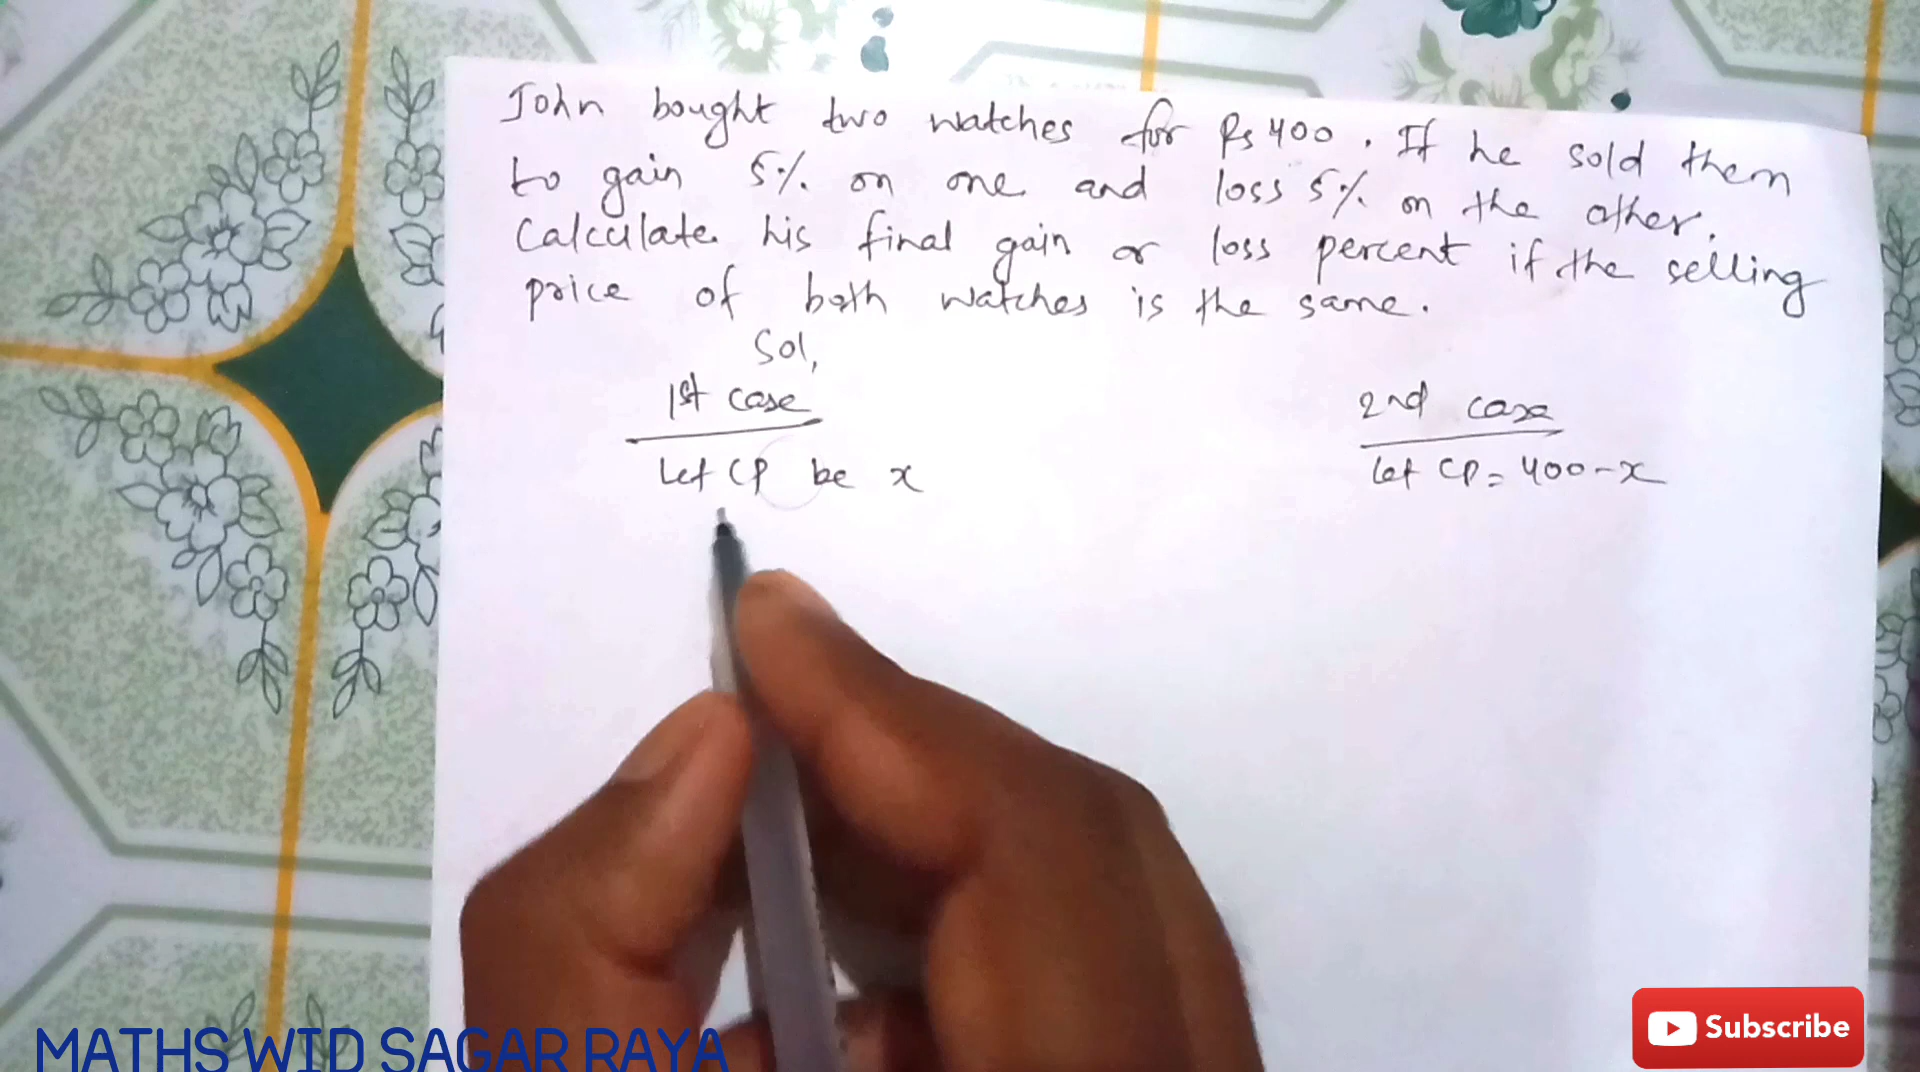 John bought two watches for Rs 400. If he sold them
to gain 5% on one and loss 5% on the other.
Calculate his final gain or loss percent if the selling
price of both watches is the same.
Sol,
1st case
2nd case
Let CP be x
let CP = 400-x
MATHS WID SAGAR RAYA
Subscribe